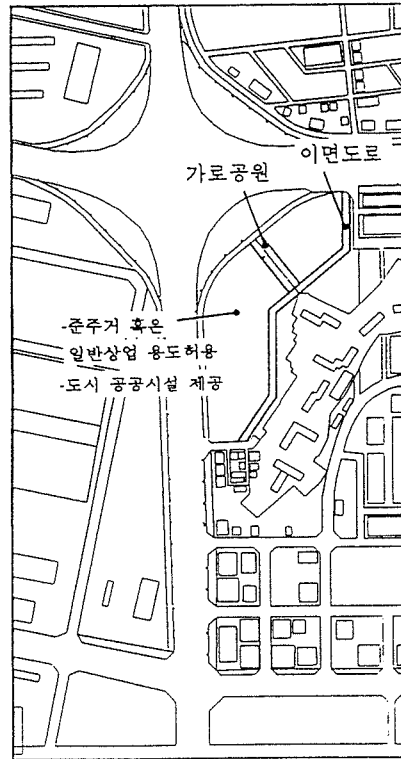 이면도로
가로공원
-준주거 혹은
일반상업 용도허용
-도시 공공시설 제공